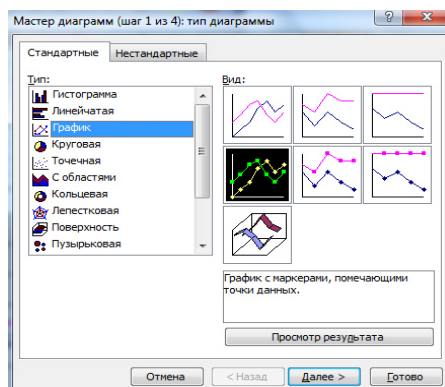 Мастер диаграмм (шаг 1 из 4): тип диаграммы
Стандартные
Нестандартные
Тип:
Гистограмма
Линейчатая
График
Круговая
Точечная
С областями
Кольцевая
Лепестковая
Поверхность
Пузырьковая
Вид:
График с маркерами, помечающими
точки данных.
Просмотр результата
Отмена
< Назад
Далее >
Готово